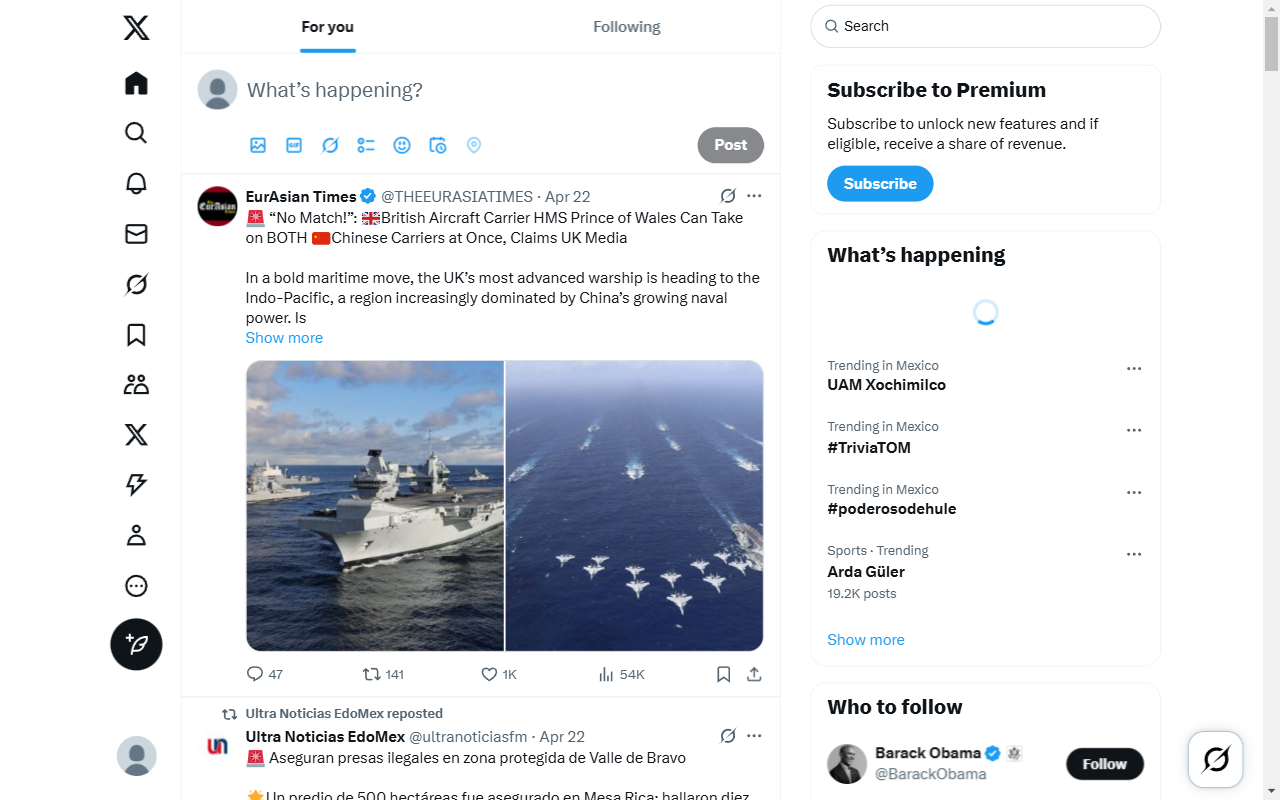 For you
Following
What's happening?
GIF
Post
EurAsian Times @THEEURASIATIMES · Apr 22
🚨 “No Match!”: 🇬🇧British Aircraft Carrier HMS Prince of Wales Can Take
on BOTH 🇨🇳Chinese Carriers at Once, Claims UK Media
In a bold maritime move, the UK’s most advanced warship is heading to the
Indo-Pacific, a region increasingly dominated by China’s growing naval
power. Is
Show more
47
141
1K
54K
Ultra Noticias EdoMex reposted
Ultra Noticias EdoMex @ultranoticiasfm · Apr 22
🚨 Aseguran presas ilegales en zona protegida de Valle de Bravo
🌟Un predio de 500 hectáreas fue asegurado en Mesa Rica; hallaron diez
Search
Subscribe to Premium
Subscribe to unlock new features and if
eligible, receive a share of revenue.
Subscribe
What’s happening
Trending in Mexico
UAM Xochimilco
Trending in Mexico
#TriviaTOM
Trending in Mexico
#poderosodehule
Sports · Trending
Arda Güler
19.2K posts
Show more
Who to follow
Barack Obama
@BarackObama
Follow